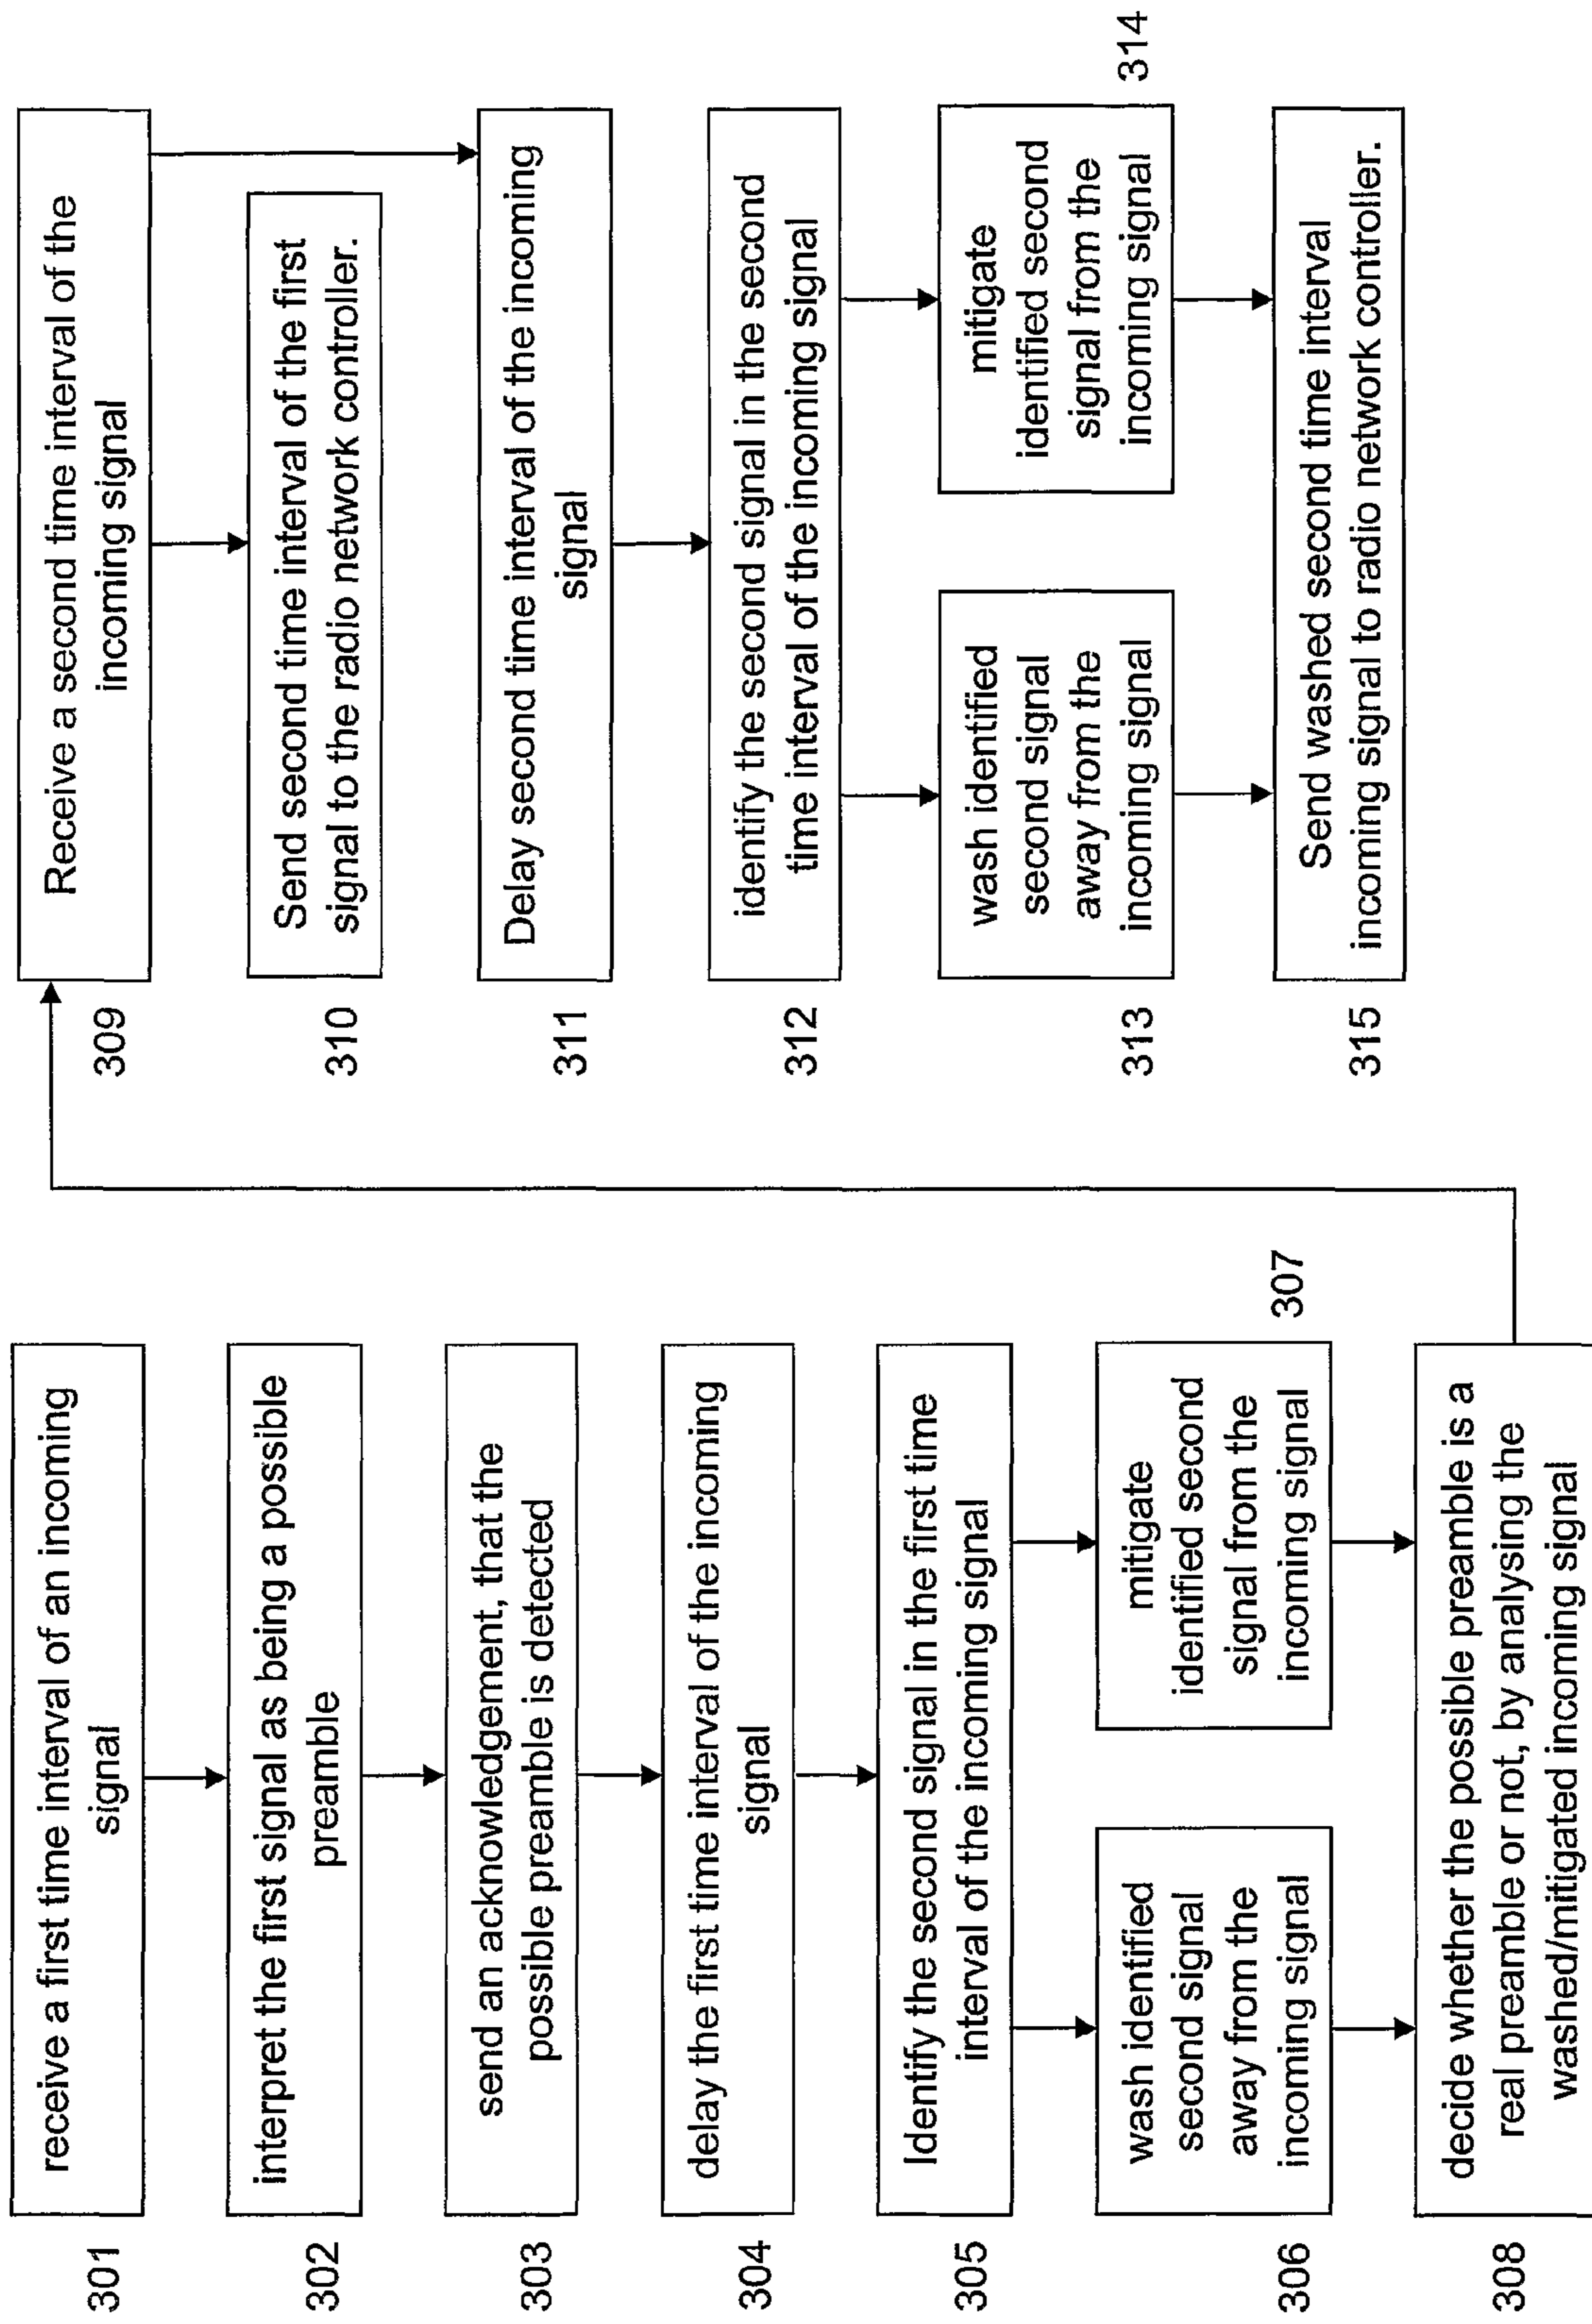 301
receive a first time interval of an incoming
signal
302
interpret the first signal as being a possible
preamble
303
send an acknowledgement, that the
possible preamble is detected
304
delay the first time interval of the incoming
signal
305
Identify the second signal in the first time
interval of the incoming signal
306
wash identified
second signal
away from the
incoming signal
307
mitigate
identified second
signal from the
incoming signal
308
decide whether the possible preamble is a
real preamble or not, by analysing the
washed/mitigated incoming signal
309
Receive a second time interval of the
incoming signal
310
Send second time interval of the first
signal to the radio network controller.
311
Delay second time interval of the incoming
signal
312
identify the second signal in the second
time interval of the incoming signal
313
wash identified
second signal
away from the
incoming signal
314
mitigate
identified second
signal from the
incoming signal
315
Send washed second time interval
incoming signal to radio network controller.